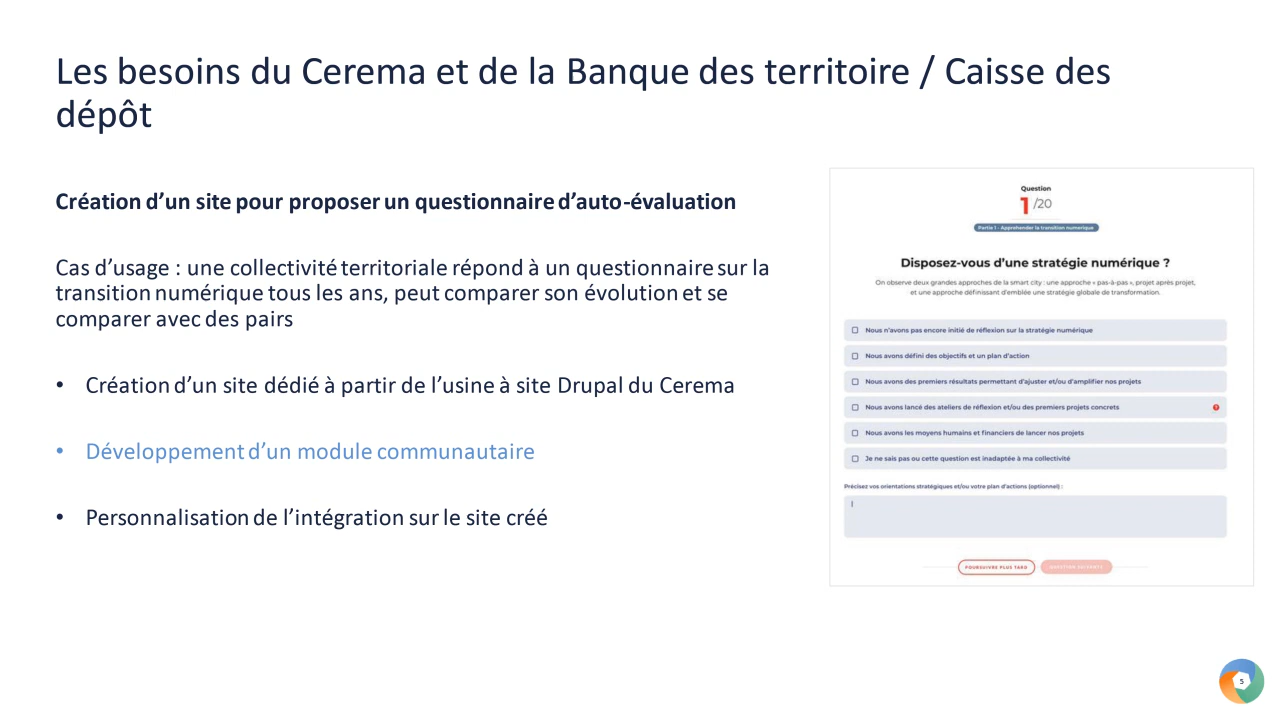 Les besoins du Cerema et de la Banque des territoire / Caisse des
dépôt
Création d’un site pour proposer un questionnaire d’auto-évaluation
Cas d’usage : une collectivité territoriale répond à un questionnaire sur la
transition numérique tous les ans, peut comparer son évolution et se
comparer avec des pairs
• Création d’un site dédié à partir de l’usine à site Drupal du Cerema
• Développement d’un module communautaire
• Personnalisation de l’intégration sur le site créé
Question
1 /20
Partie 1 - Appréhender la transition numérique
Disposez-vous d’une stratégie numérique ?
On observe deux grandes approches de la smart city : une approche « pas-à-pas », projet après projet,
et une approche définissant d’emblée une stratégie globale de transformation.
Nous n’avons pas encore initié de réflexion sur la stratégie numérique
Nous avons défini des objectifs et un plan d’action
Nous avons des premiers résultats permettant d’ajuster et/ou d’amplifier nos projets
Nous avons lancé des ateliers de réflexion et/ou des premiers projets concrets
?
Nous avons les moyens humains et financiers de lancer nos projets
Je ne sais pas ou cette question est inadaptée à ma collectivité
Précisez vos orientations stratégiques et/ou votre plan d’actions (optionnel) :
POURSUIVRE PLUS TARD
QUESTION SUIVANTE
5